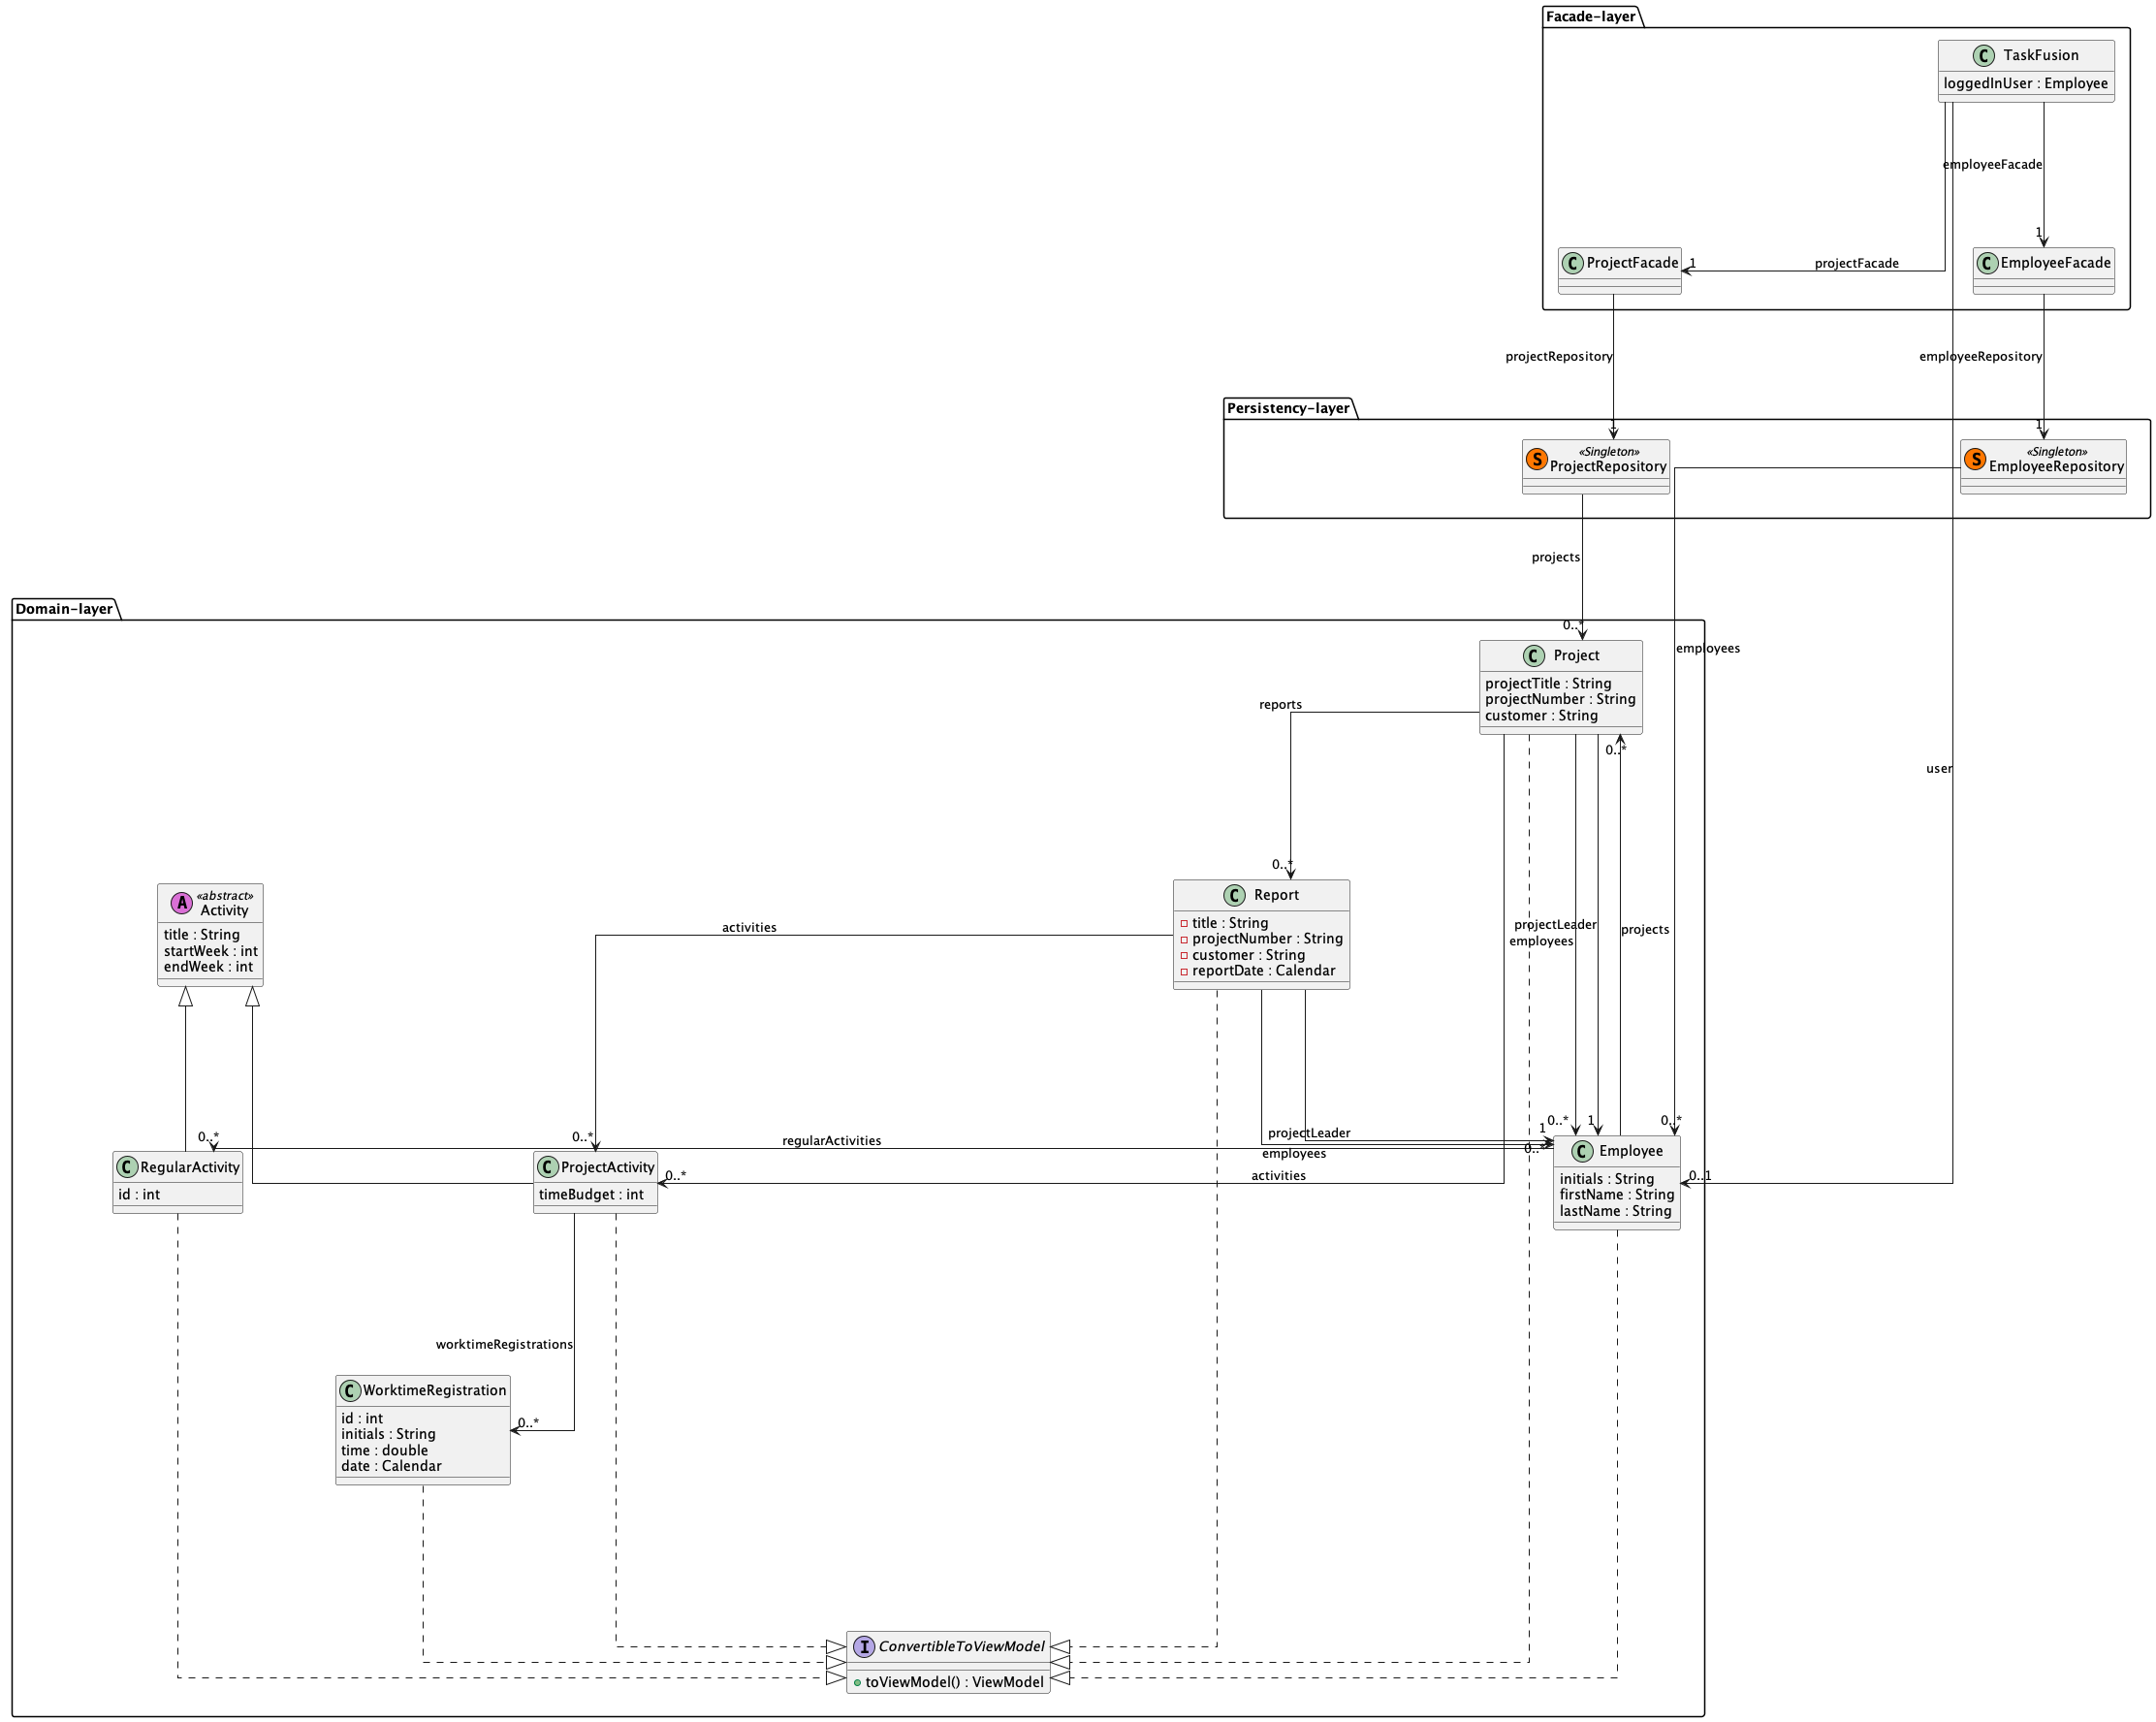 Facade-layer
C TaskFusion
loggedInUser : Employee
employeeFacade
1
C ProjectFacade
1
projectFacade
C EmployeeFacade
projectRepository
employeeRepository
Persistency-layer
1
1
S «Singleton»
ProjectRepository
S «Singleton»
EmployeeRepository
projects
Domain-layer
0..*
C Project
projectTitle : String
projectNumber : String
customer : String
employees
reports
0..*
user
0..*
C Report
title : String
projectNumber : String
customer : String
reportDate : Calendar
A «abstract»
Activity
title : String
startWeek : int
endWeek : int
activities
projectLeader
employees
projects
0..*
0..*
regularActivities
projectLeader
employees
1
0..*
0..*
1
0..*
C RegularActivity
id : int
C ProjectActivity
timeBudget : int
0..*
activities
C Employee
initials : String
firstName : String
lastName : String
0..1
worktimeRegistrations
C WorktimeRegistration
id : int
initials : String
time : double
date : Calendar
0..*
I ConvertibleToViewModel
toViewModel() : ViewModel